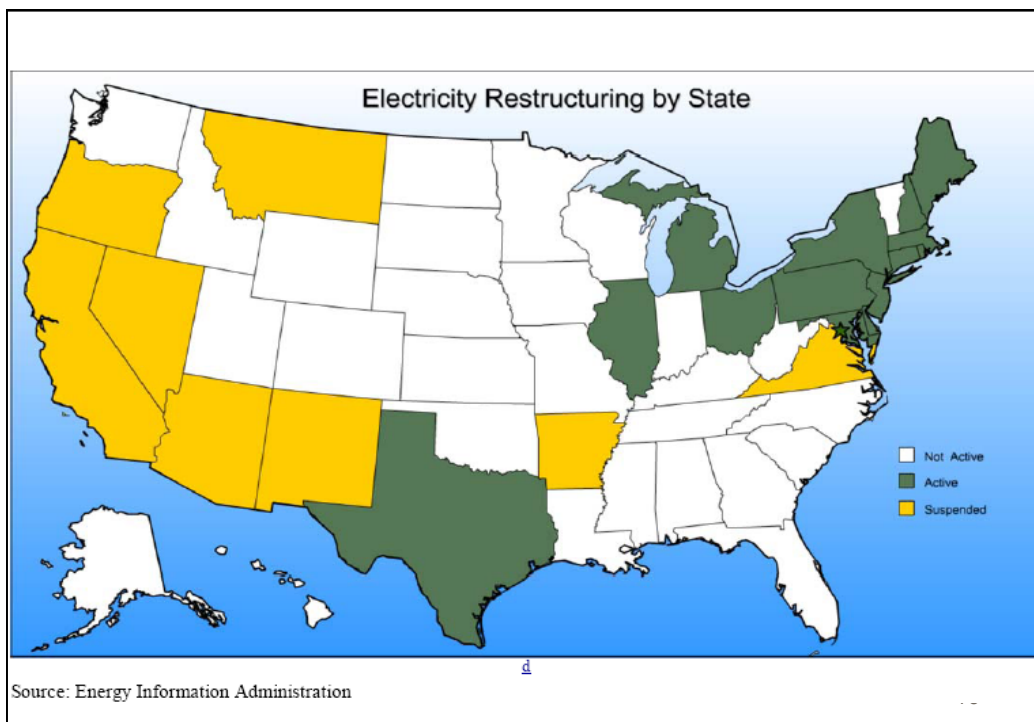 Electricity Restructuring by State
Not Active
Active
Suspended
d
Source: Energy Information Administration